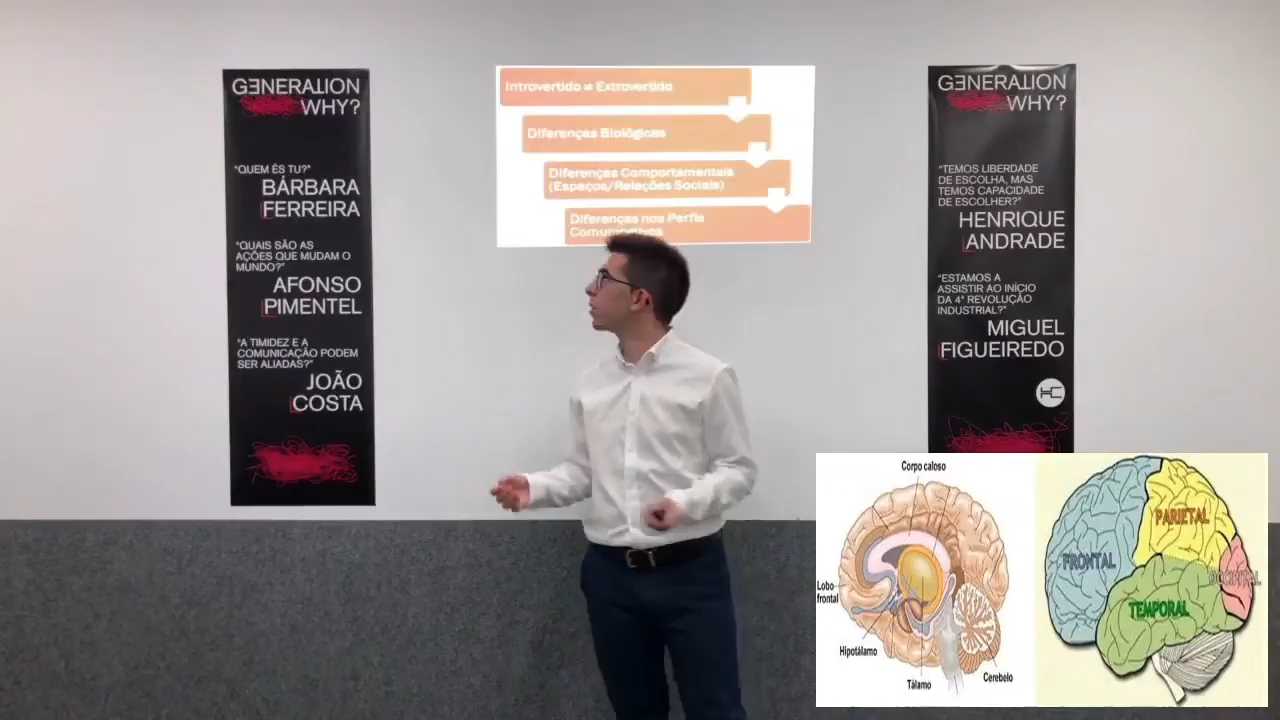 GƎNERATION
WHY?
"QUEM ÉS TU?"
BÁRBARA
FERREIRA
"QUAIS SÃO AS
AÇÕES QUE MUDAM O
MUNDO?"
AFONSO
PIMENTEL
"A TIMIDEZ E A
COMUNICAÇÃO PODEM
SER ALIADAS?"
JOÃO
COSTA
Introvertido ≠ Extrovertido
Diferenças Biológicas
Diferenças Comportamentais
(Espaços/Relações Sociais)
Diferenças nos Perfis
GƎNERATION
WHY?
"TEMOS LIBERDADE
DE ESCOLHA, MAS
TEMOS CAPACIDADE
DE ESCOLHER?"
HENRIQUE
ANDRADE
"ESTAMOS A
ASSISTIR AO INÍCIO
DA 4ª REVOLUÇÃO
INDUSTRIAL?"
MIGUEL
FIGUEIREDO
HC
Corpo caloso
Lobo
frontal
Hipotálamo
Tálamo
Cerebelo
FRONTAL
PARIETAL
OCCIPITAL
TEMPORAL